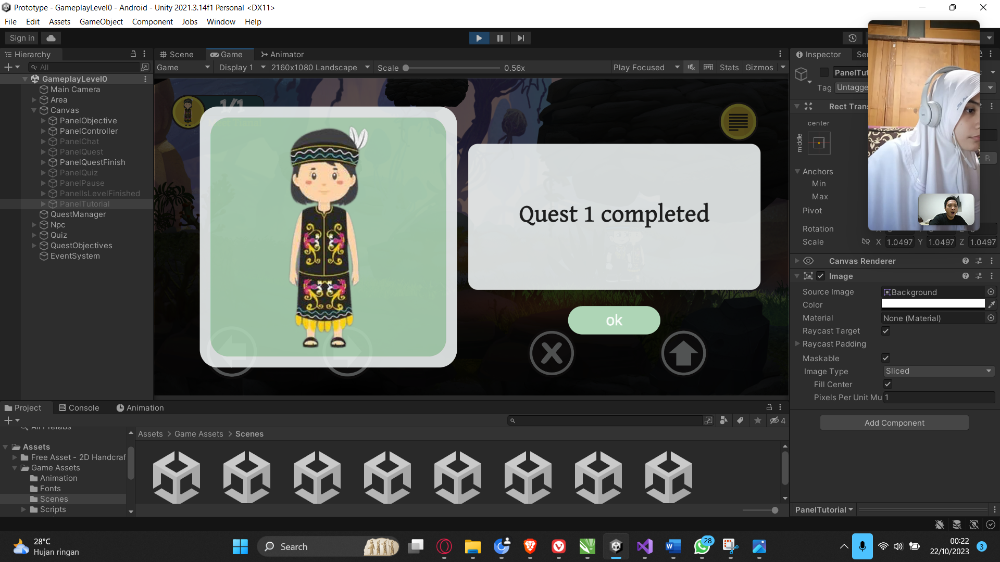 Prototype - GameplayLevel0 - Android - Unity 2021.3.14f1 Personal <DX11>
File Edit Assets GameObject Component Jobs Window Help
Sign in
Hierarchy
All
GameplayLevel0
Main Camera
Area
Canvas
PanelObjective
PanelController
PanelChat
PanelQuest
PanelQuestFinish
PanelQuiz
PanelPause
PanelIsLevelFinished
PanelTutorial
QuestManager
Npc
Quiz
QuestObjectives
EventSystem
Scene Game Animator
Game Display 1 2160x1080 Landscape Scale 0.56x Play Focused Stats Gizmos
1/1
Quest 1 completed
ok
Inspector Ser
PanelTut
Tag Untagge
Rect Trans
center
middle
R
Anchors
Min
Max
Pivot
Rotation
Scale X 1.0497 Y 1.0497 Z 1.0497
Canvas Renderer
Image
Source Image Background
Color
Material None (Material)
Raycast Target
Raycast Padding
Maskable
Image Type Sliced
Fill Center
Pixels Per Unit Mu 1
Add Component
PanelTutorial
Project Console Animation
4
All Prefabs
Assets
Free Asset - 2D Handcraf
Game Assets
Animation
Fonts
Scenes
Scripts
Assets > Game Assets > Scenes
28°C
Hujan ringan
Search
28
00:22
22/10/2023
3